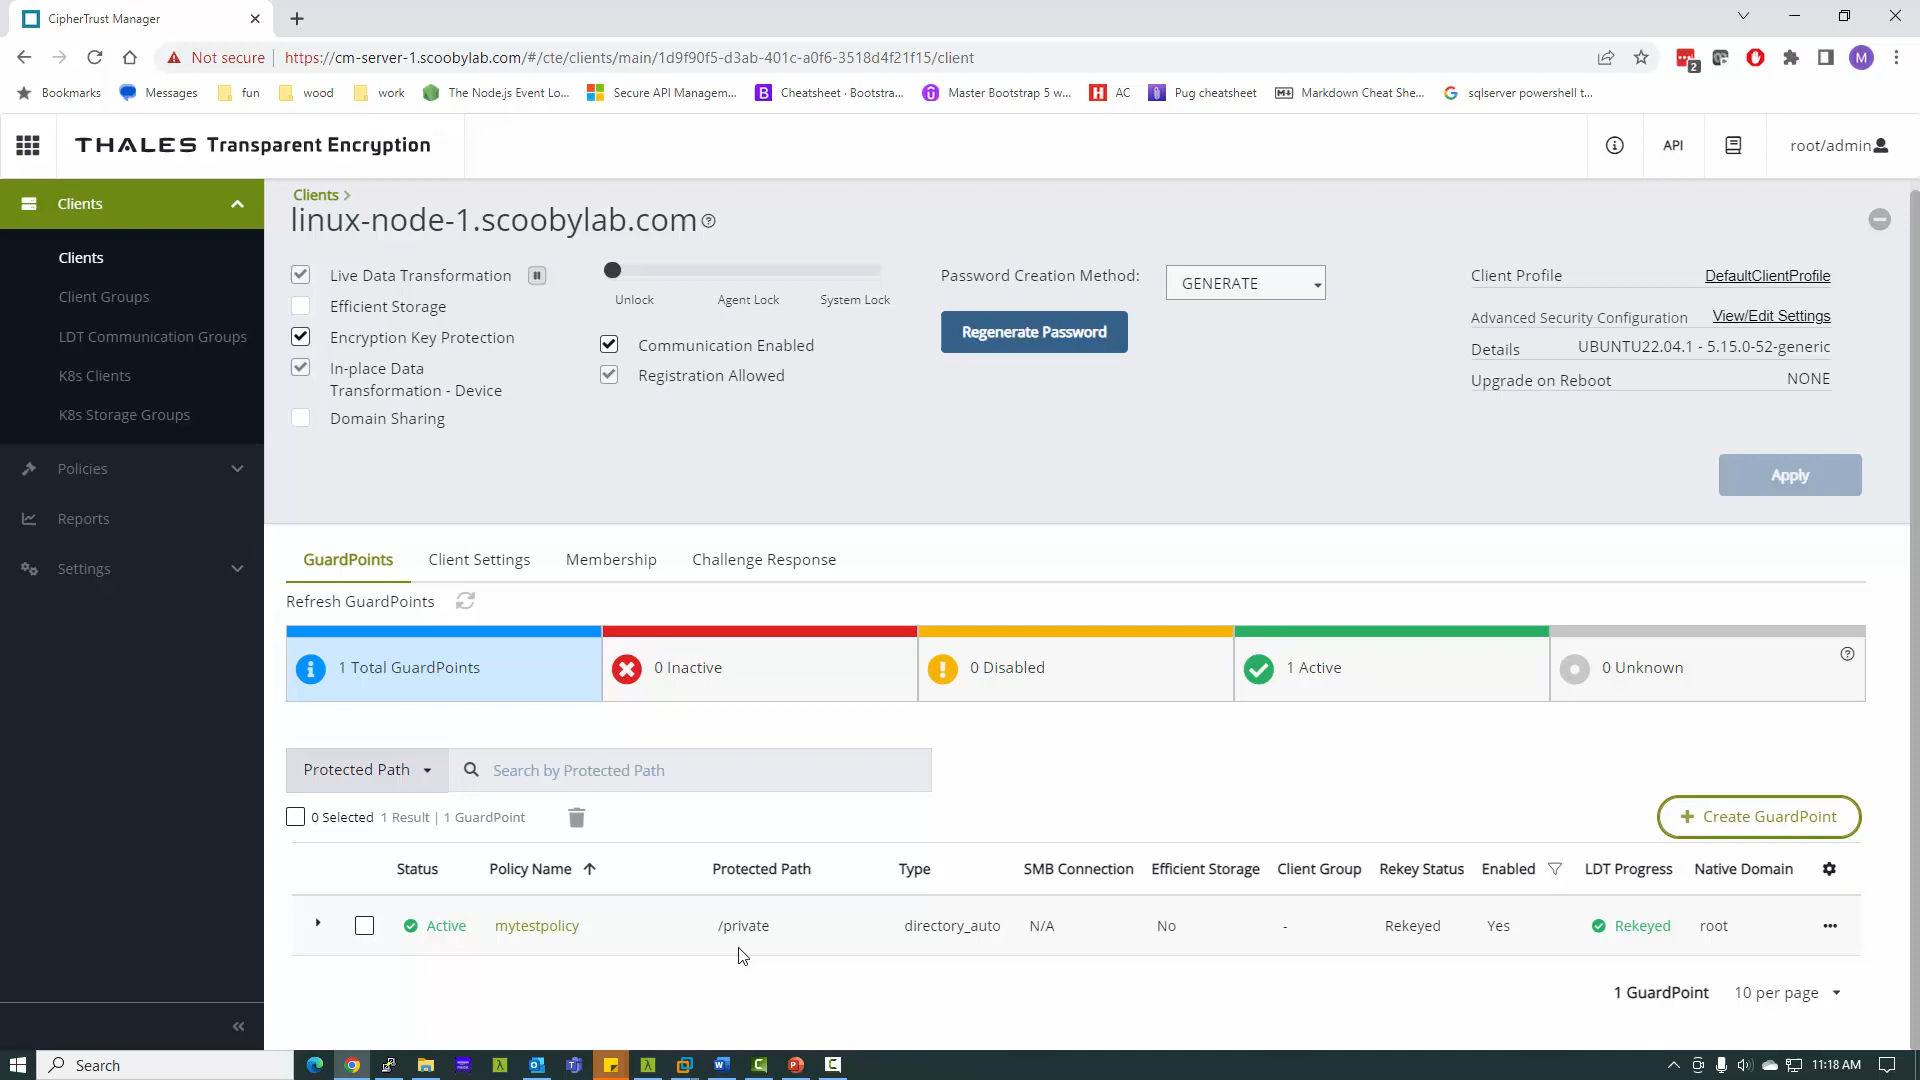 CipherTrust Manager
Not secure
https://cm-server-1.scoobylab.com/#/cte/clients/main/1d9f90f5-d3ab-401c-a0f6-3518d4f21f15/client
2
M
Bookmarks
Messages
fun
wood
work
The Node.js Event Lo...
Secure API Managem...
B
Cheatsheet · Bootstra...
Master Bootstrap 5 w...
H
AC
Pug cheatsheet
Markdown Cheat She...
sqlserver powershell t...
THALES Transparent Encryption
API
root/admin
Clients
Clients
Client Groups
LDT Communication Groups
K8s Clients
K8s Storage Groups
Policies
Reports
Settings
Clients >
linux-node-1.scoobylab.com
Live Data Transformation
Efficient Storage
Encryption Key Protection
In-place Data
Transformation - Device
Domain Sharing
Unlock
Agent Lock
System Lock
Communication Enabled
Registration Allowed
Password Creation Method:
GENERATE
Regenerate Password
Client Profile
DefaultClientProfile
Advanced Security Configuration
View/Edit Settings
Details
UBUNTU22.04.1 - 5.15.0-52-generic
Upgrade on Reboot
NONE
Apply
GuardPoints
Client Settings
Membership
Challenge Response
Refresh GuardPoints
1 Total GuardPoints
0 Inactive
0 Disabled
1 Active
0 Unknown
Protected Path
Search by Protected Path
0 Selected
1 Result | 1 GuardPoint
+ Create GuardPoint
Status
Policy Name
Protected Path
Type
SMB Connection
Efficient Storage
Client Group
Rekey Status
Enabled
LDT Progress
Native Domain
Active
mytestpolicy
/private
directory_auto
N/A
No
-
Rekeyed
Yes
Rekeyed
root
1 GuardPoint
10 per page
Search
11:18 AM